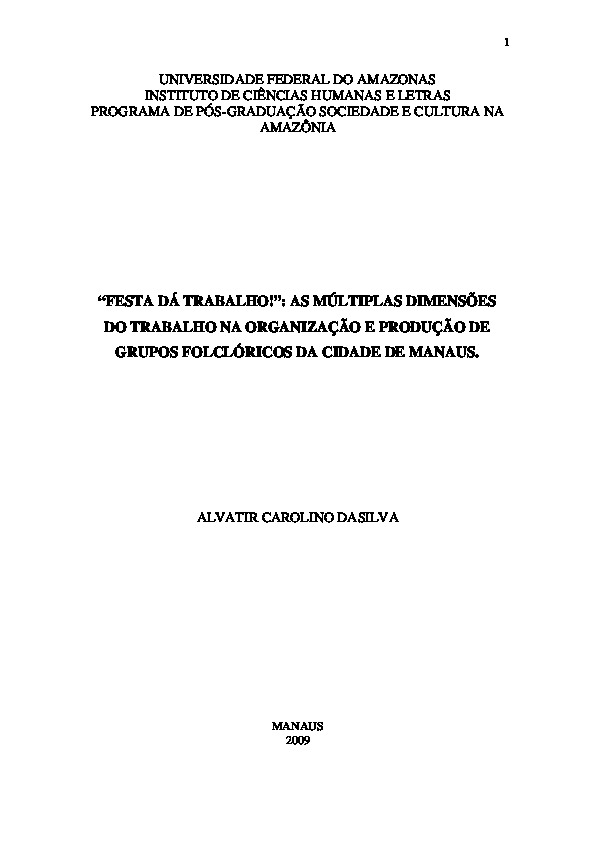 1
UNIVERSIDADE FEDERAL DO AMAZONAS
INSTITUTO DE CIÊNCIAS HUMANAS E LETRAS
PROGRAMA DE PÓS-GRADUAÇÃO SOCIEDADE E CULTURA NA
AMAZÔNIA
“FESTA DÁ TRABALHO!”: AS MÚLTIPLAS DIMENSÕES
DO TRABALHO NA ORGANIZAÇÃO E PRODUÇÃO DE
GRUPOS FOLCLÓRICOS DA CIDADE DE MANAUS.
ALVATIR CAROLINO DASILVA
MANAUS
2009